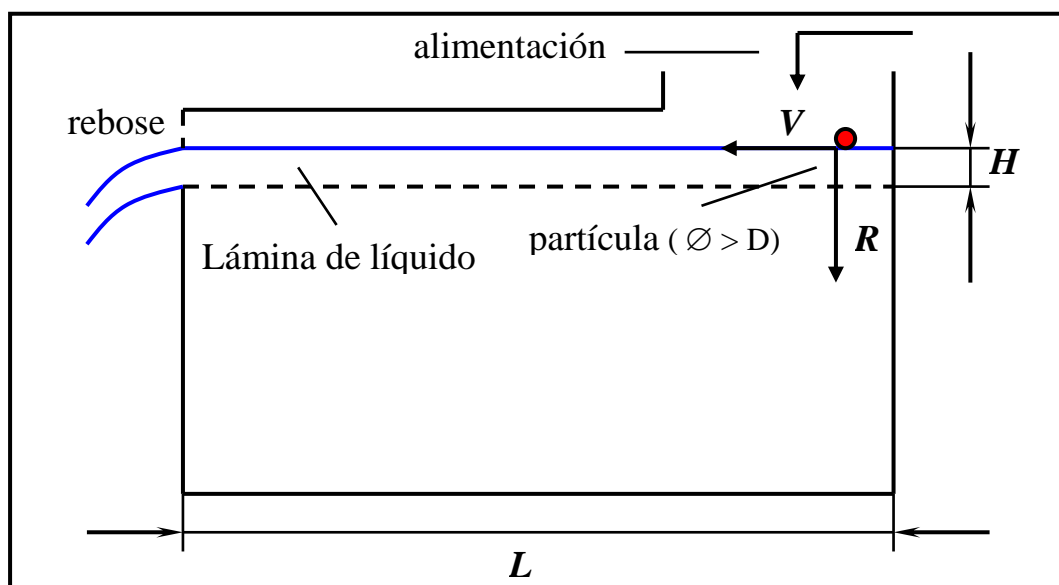 alimentación
rebose
V
H
Lámina de líquido
partícula ( ∅ > D)
R
L